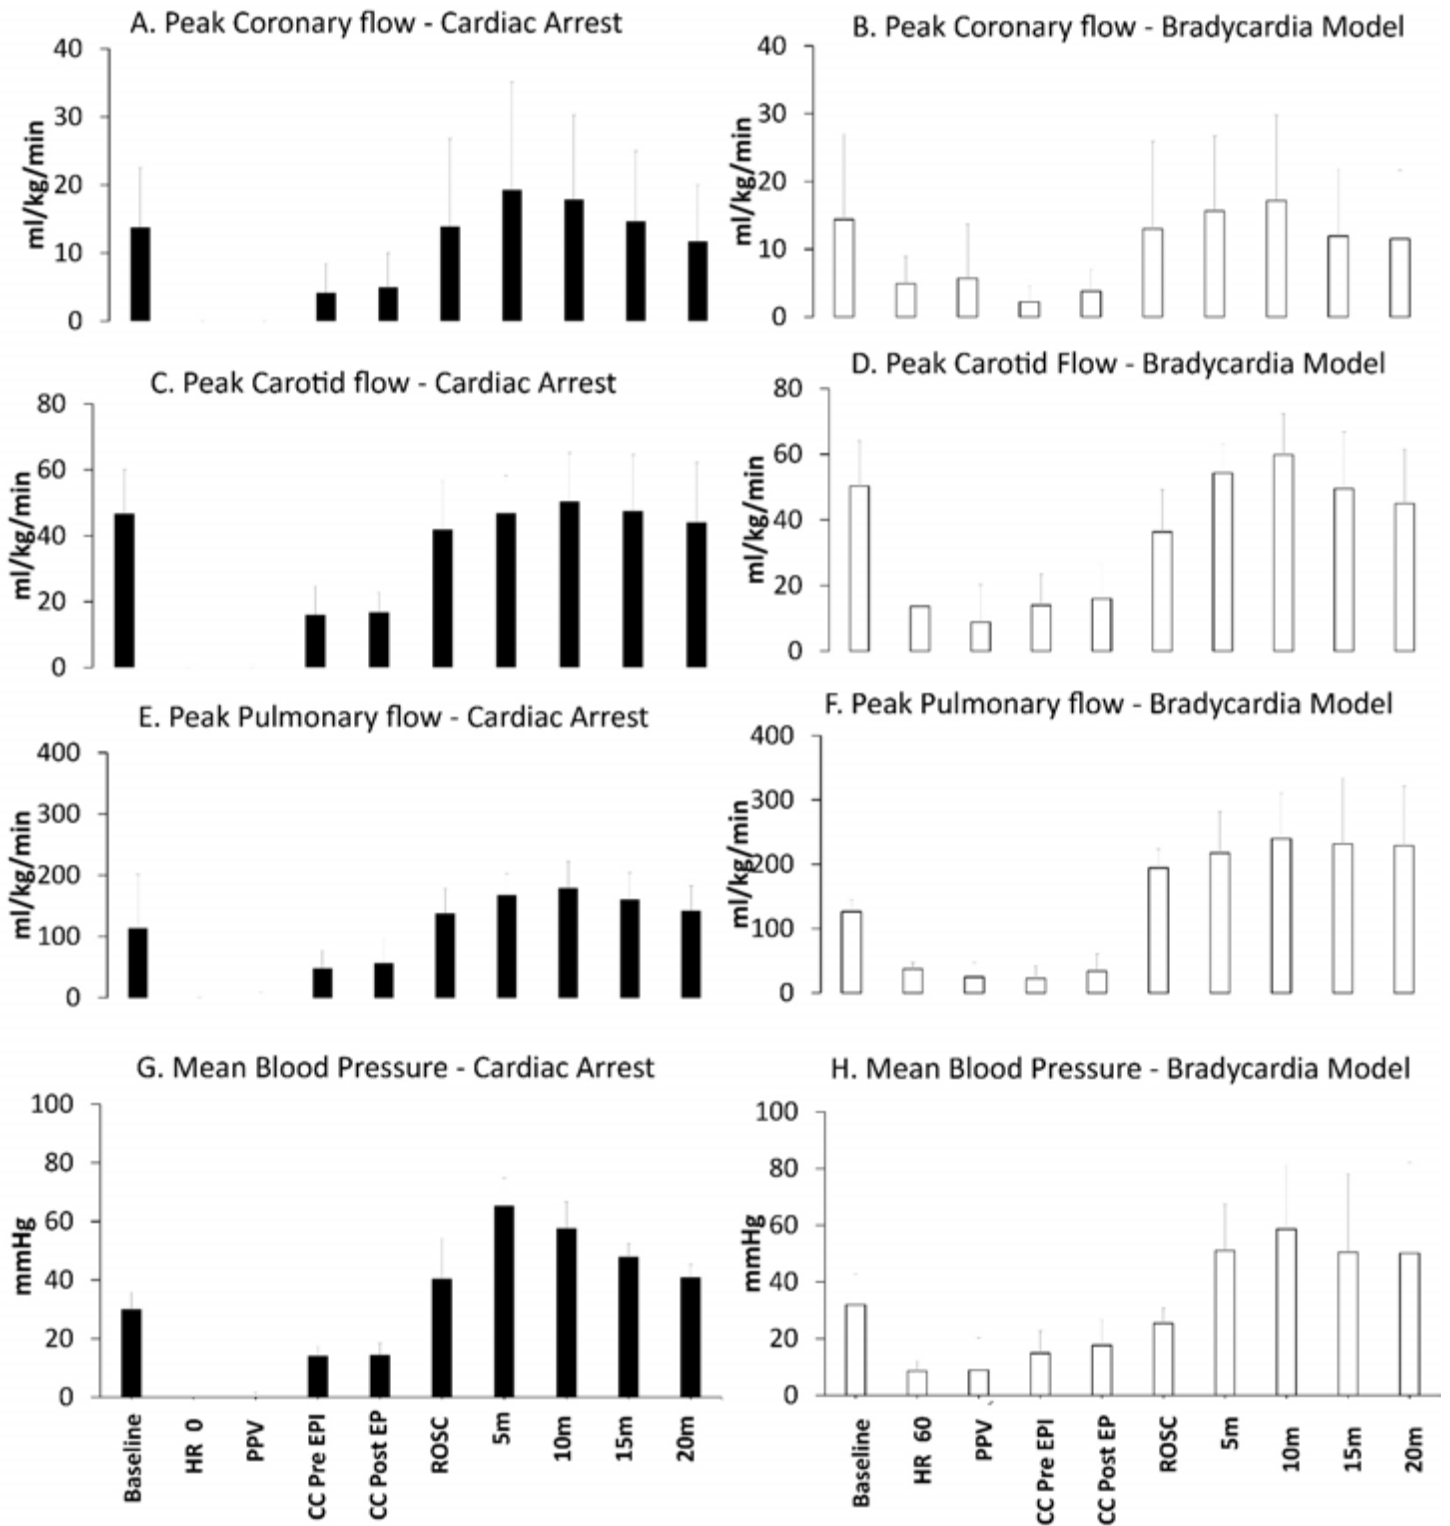 A. Peak Coronary flow - Cardiac Arrest
40
30
20
10
0
ml/kg/min
B. Peak Coronary flow - Bradycardia Model
40
30
20
10
0
ml/kg/min
C. Peak Carotid flow - Cardiac Arrest
80
60
40
20
0
ml/kg/min
D. Peak Carotid Flow - Bradycardia Model
80
60
40
20
0
ml/kg/min
E. Peak Pulmonary flow - Cardiac Arrest
400
300
200
100
0
ml/kg/min
F. Peak Pulmonary flow - Bradycardia Model
400
300
200
100
0
ml/kg/min
G. Mean Blood Pressure - Cardiac Arrest
100
80
60
40
20
0
mmHg
Baseline
HR 0
PPV
CC Pre EPI
CC Post EP
ROSC
5m
10m
15m
20m
H. Mean Blood Pressure - Bradycardia Model
100
80
60
40
20
0
mmHg
Baseline
HR 60
PPV
CC Pre EPI
CC Post EP
ROSC
5m
10m
15m
20m